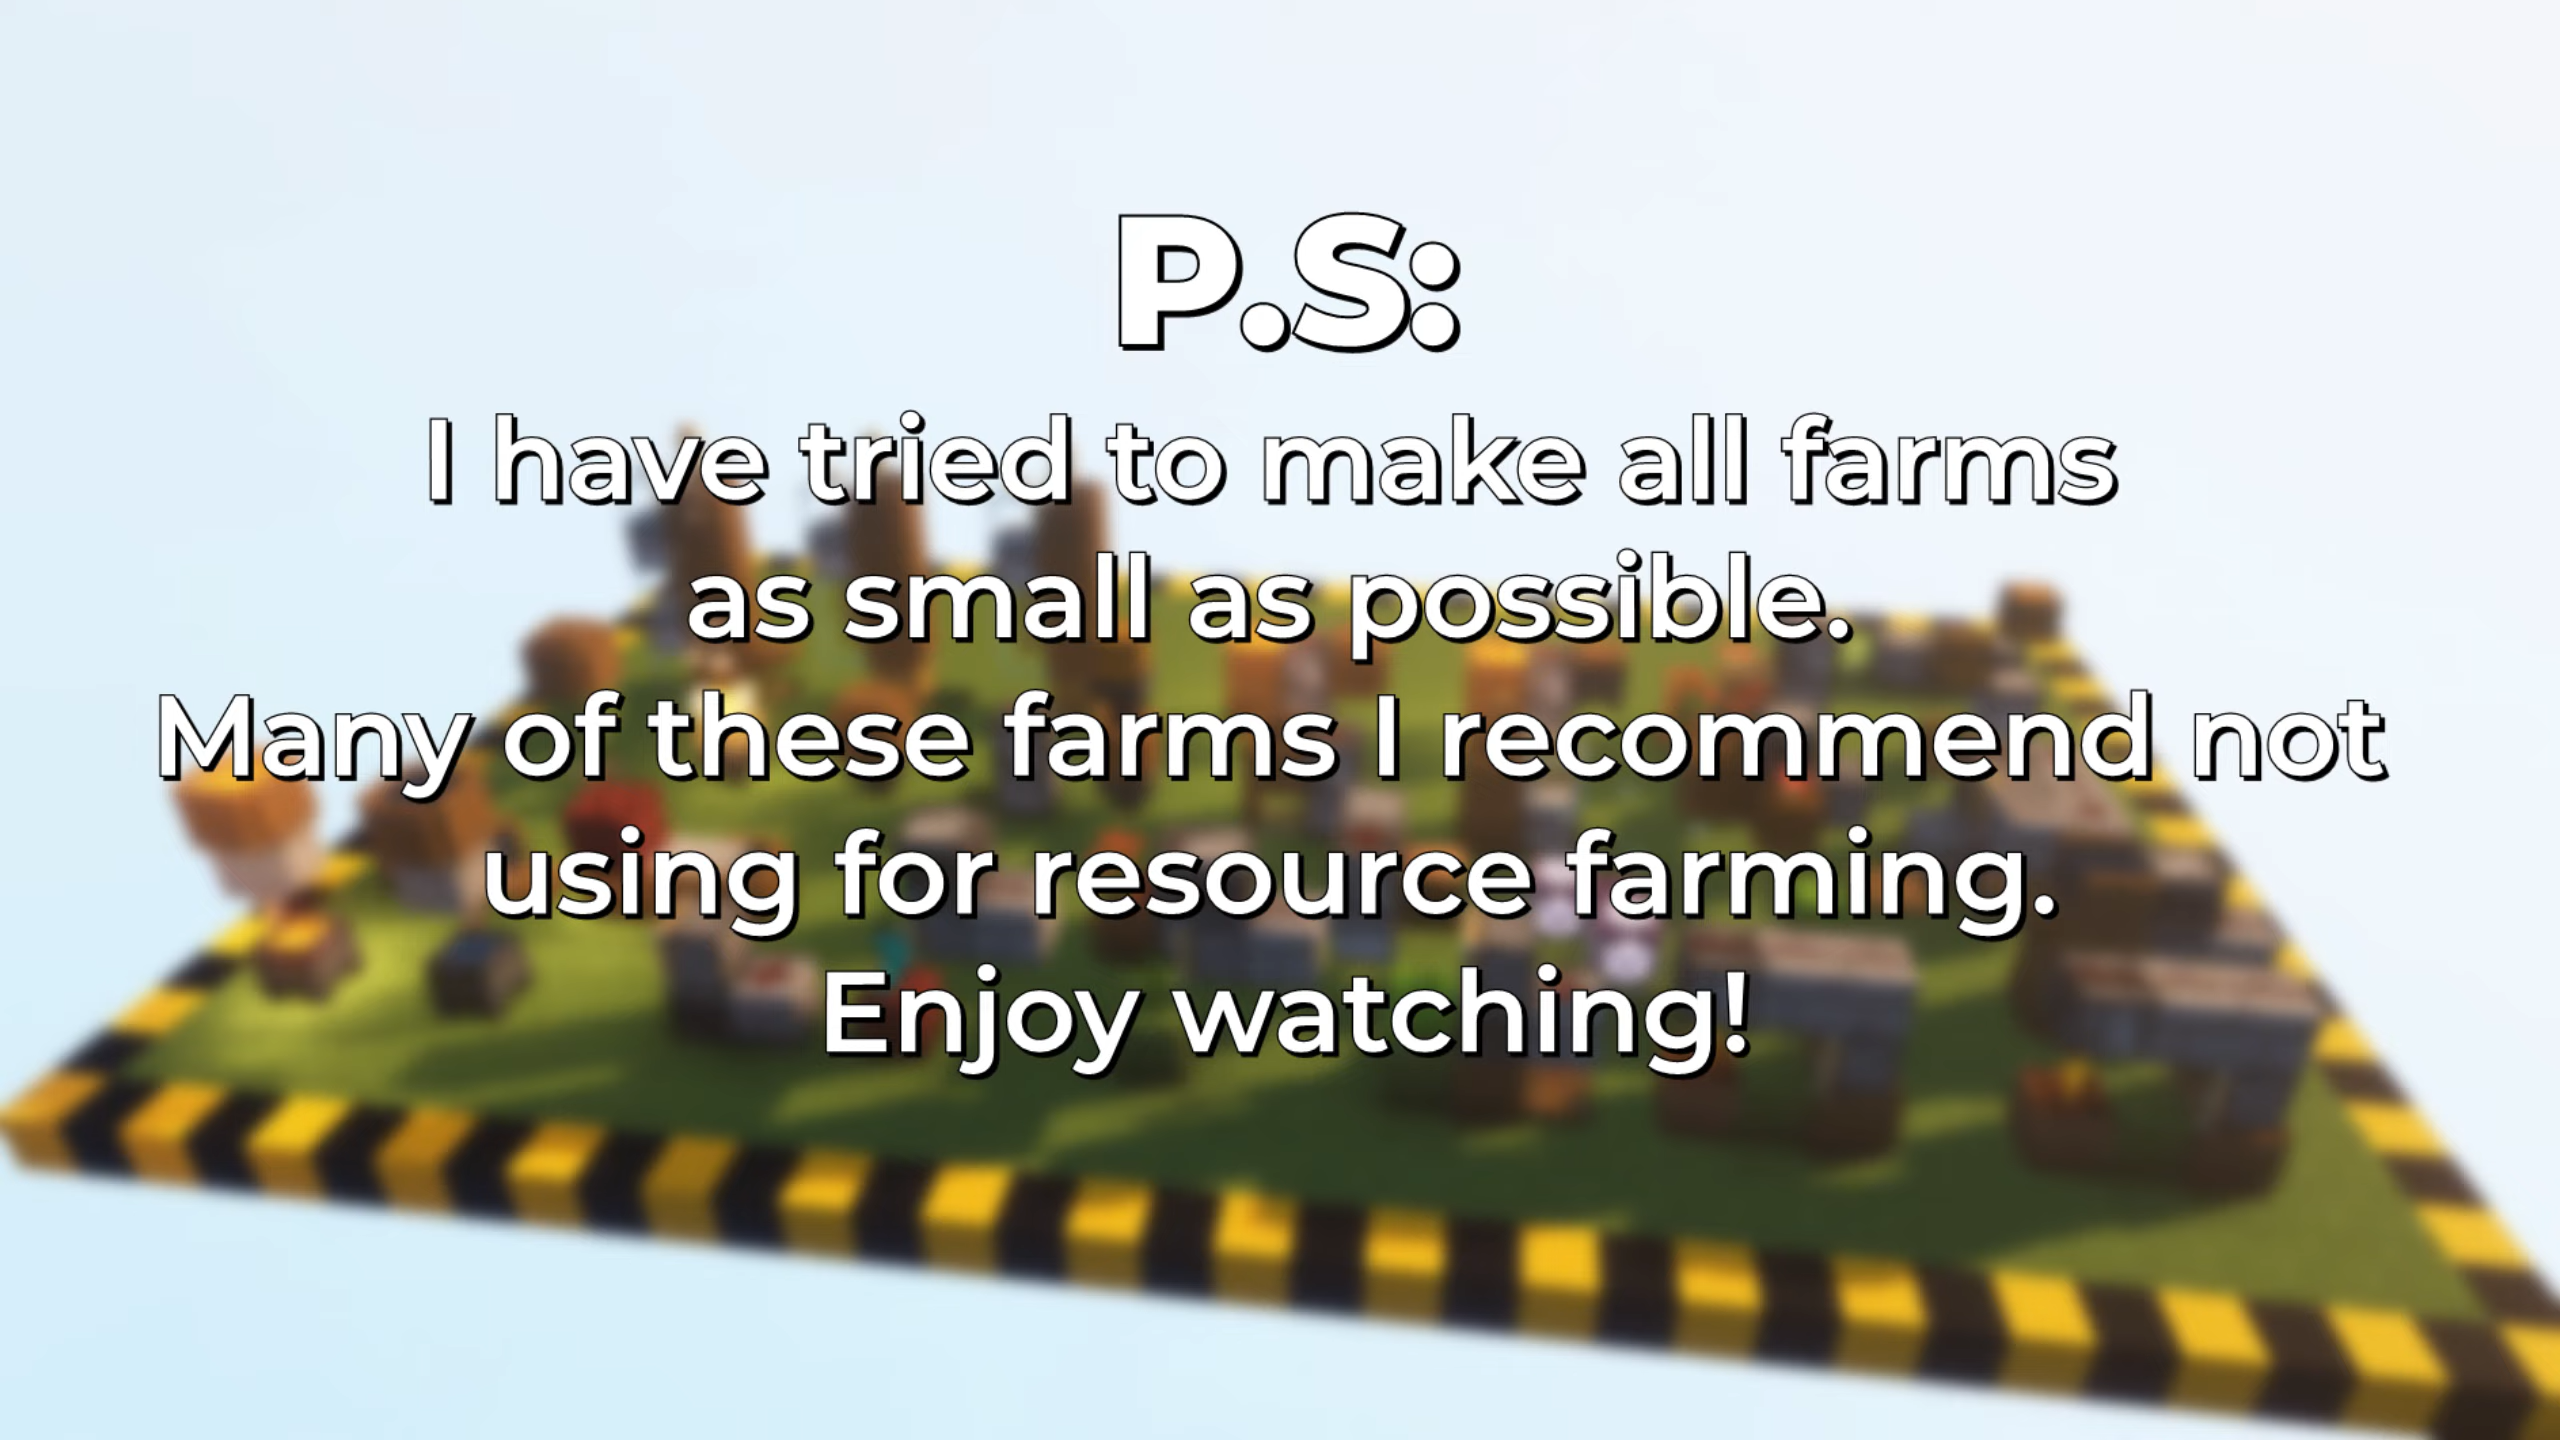 P.S:
I have tried to make all farms
as small as possible.
Many of these farms I recommend not
using for resource farming.
Enjoy watching!